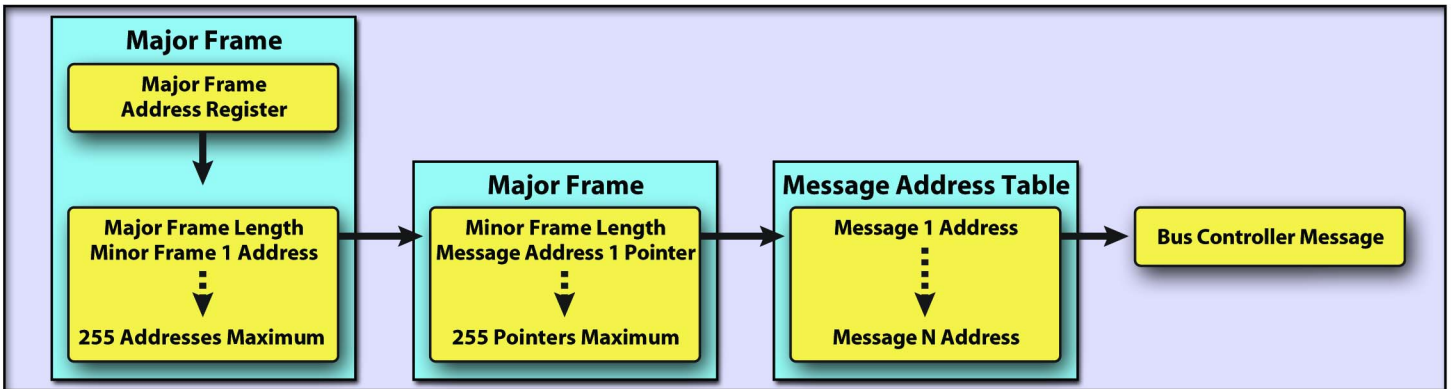 Major Frame
Major Frame
Address Register
Major Frame Length
Minor Frame 1 Address
255 Addresses Maximum
Major Frame
Minor Frame Length
Message Address 1 Pointer
255 Pointers Maximum
Message Address Table
Message 1 Address
Message N Address
Bus Controller Message